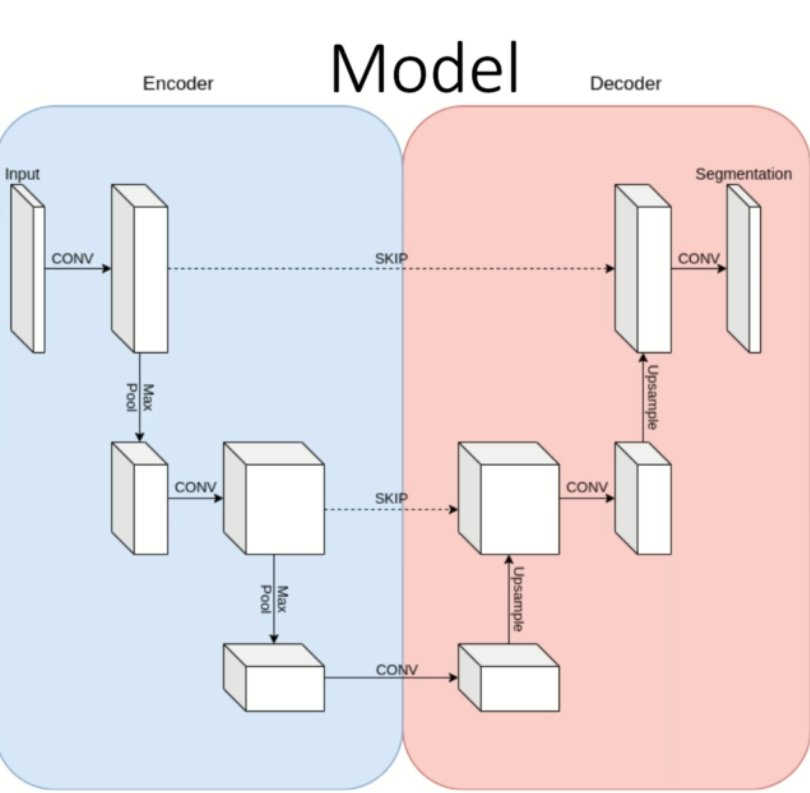 Model
Encoder
Decoder
Input
Segmentation
CONV
SKIP
CONV
Max
Pool
Upsample
CONV
SKIP
CONV
Max
Pool
Upsample
CONV